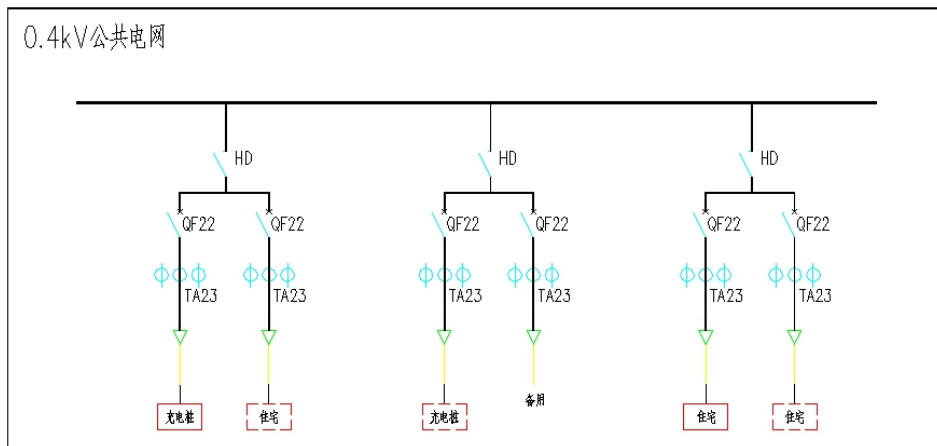 0.4kV公共电网
HD HD HD
QF22 QF22 QF22 QF22 QF22 QF22
TA23 TA23 TA23 TA23 TA23
充电桩 住宅 充电桩 备用 住宅 住宅